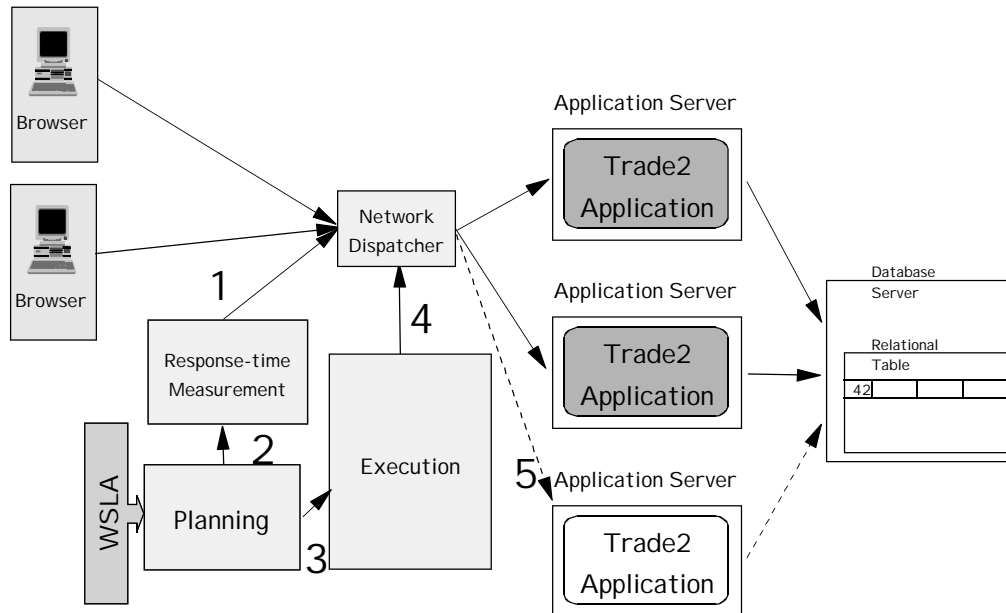 Browser
Browser
Network
Dispatcher
1
4
Response-time
Measurement
2
WSLA
Planning
3
Execution
5
Application Server
Trade2
Application
Application Server
Trade2
Application
Application Server
Trade2
Application
Database
Server
Relational
Table
42